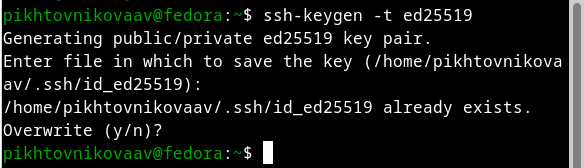 pikhtovnikovaav@fedora:~$ ssh-keygen -t ed25519
Generating public/private ed25519 key pair.
Enter file in which to save the key (/home/pikhtovnikova
av/.ssh/id_ed25519):
/home/pikhtovnikovaav/.ssh/id_ed25519 already exists.
Overwrite (y/n)?
pikhtovnikovaav@fedora:~$